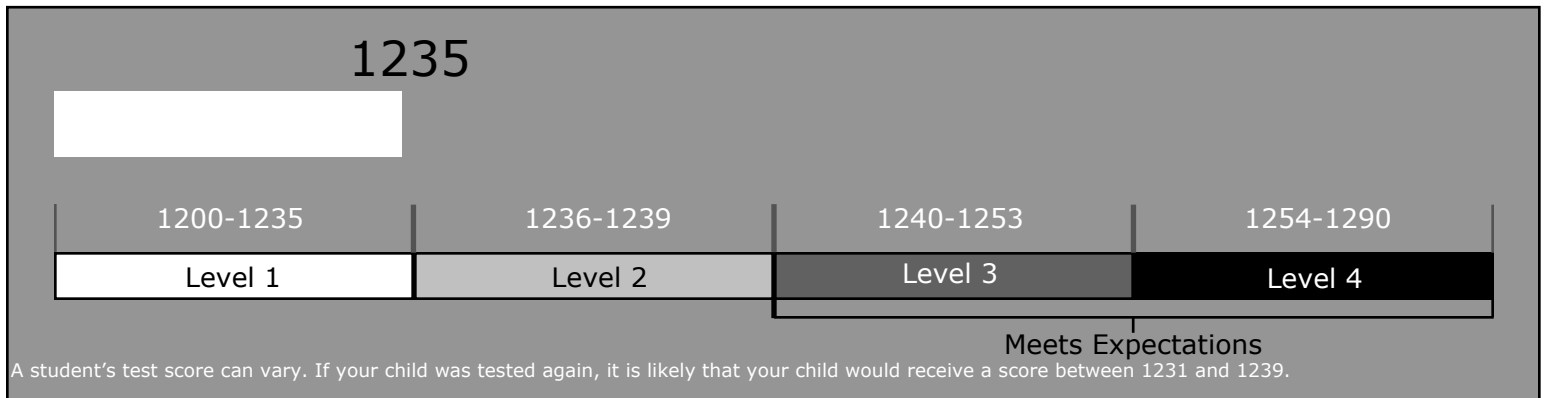 1235
1200-1235 1236-1239 1240-1253 1254-1290
Level 1 Level 2 Level 3 Level 4
Meets Expectations
A student’s test score can vary. If your child was tested again, it is likely that your child would receive a score between 1231 and 1239.